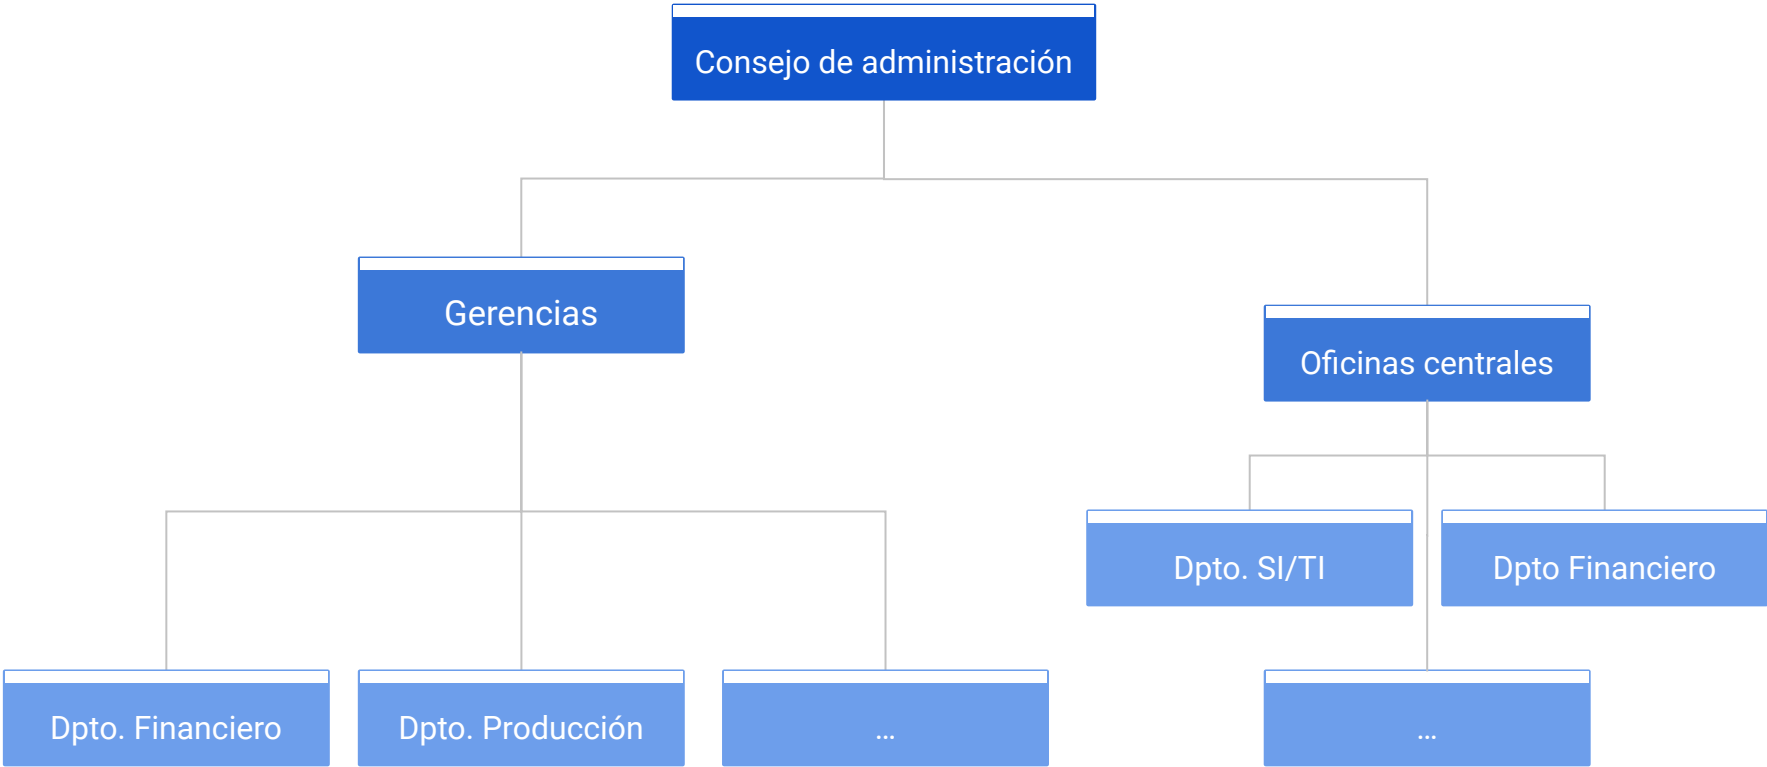 Consejo de administración
Gerencias
Oficinas centrales
Dpto. SI/TI
Dpto Financiero
Dpto. Financiero
Dpto. Producción
...
...